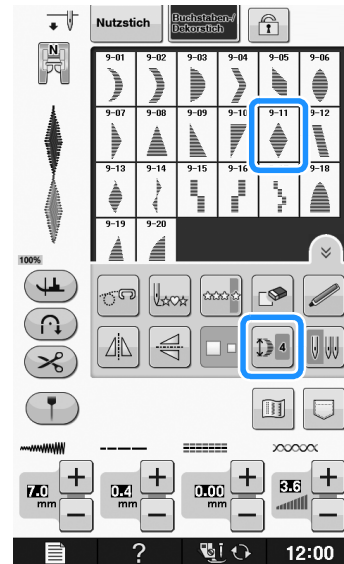 Nutzstich
Buchstaben-/
Dekorstich
N
9-01 9-02 9-03 9-04 9-05 9-06
9-07 9-08 9-09 9-10 9-11 9-12
9-13 9-14 9-15 9-16 9-18
9-19 9-20
100%
4
7.0 mm
0.4 mm
0.00 mm
3.6
?
12:00